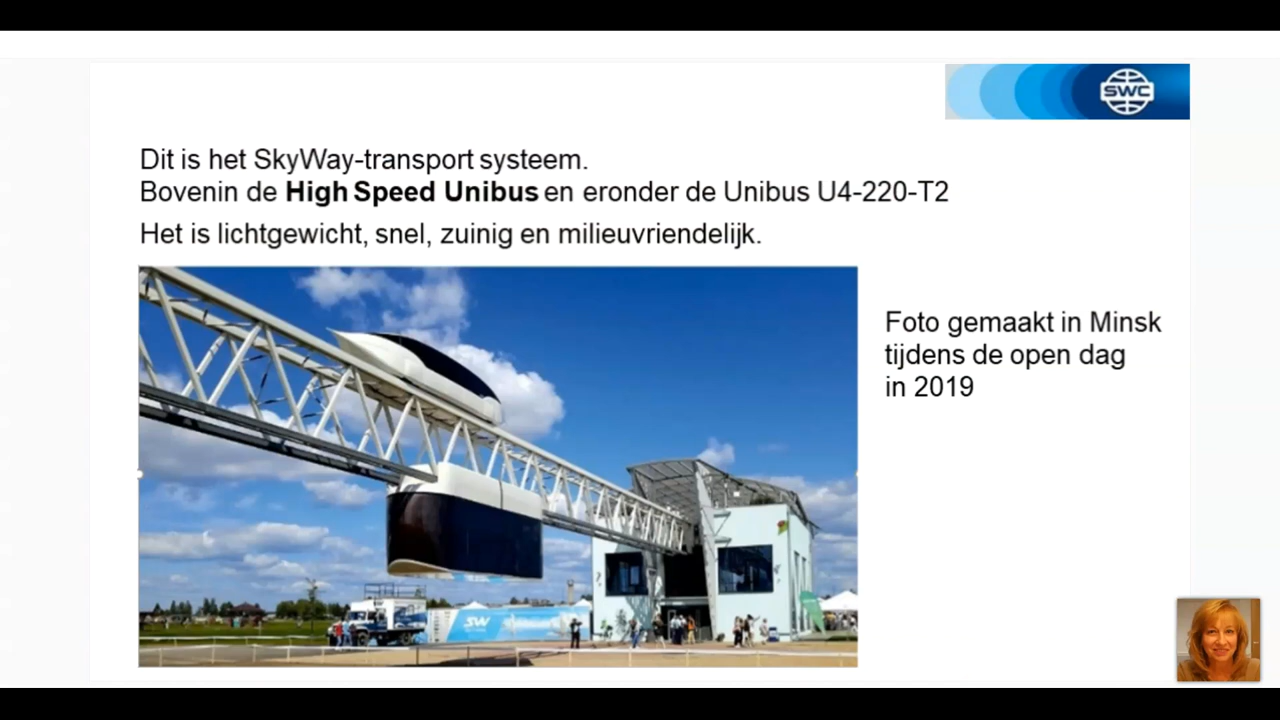 SWC
Dit is het SkyWay-transport systeem.
Bovenin de High Speed Unibus en eronder de Unibus U4-220-T2
Het is lichtgewicht, snel, zuinig en milieuvriendelijk.
Foto gemaakt in Minsk
tijdens de open dag
in 2019
SW